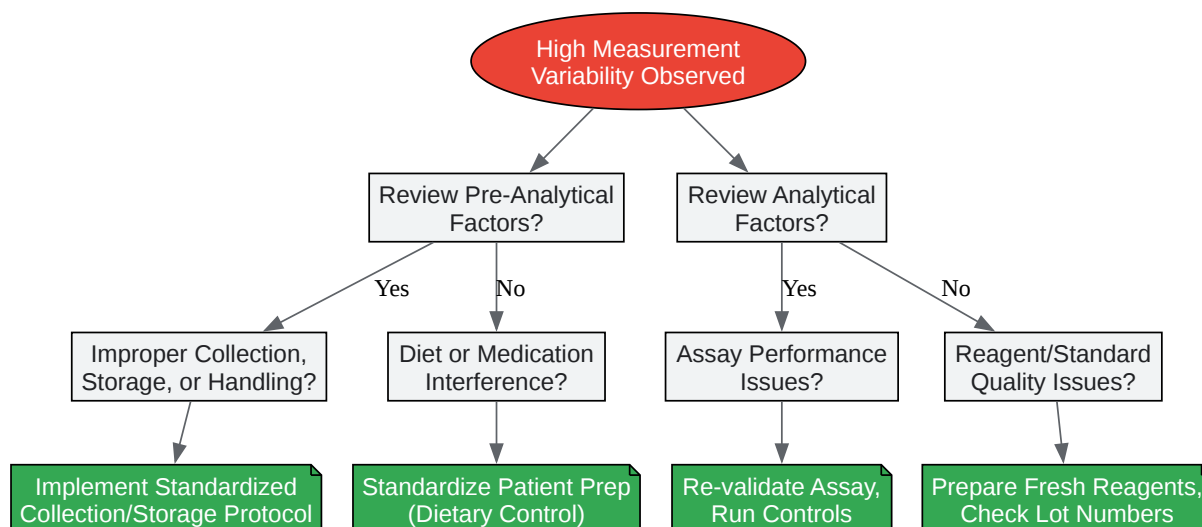 High Measurement
Variability Observed
Review Pre-Analytical
Factors?
Review Analytical
Factors?
Yes
No
Yes
No
Improper Collection,
Storage, or Handling?
Diet or Medication
Interference?
Assay Performance
Issues?
Reagent/Standard
Quality Issues?
Implement Standardized
Collection/Storage Protocol
Standardize Patient Prep
(Dietary Control)
Re-validate Assay,
Run Controls
Prepare Fresh Reagents,
Check Lot Numbers